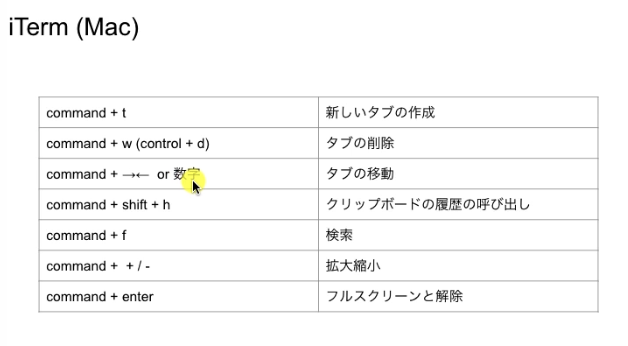 iTerm (Mac)
command + t 新しいタブの作成
command + w (control + d) タブの削除
command + →← or 数字 タブの移動
command + shift + h クリップボードの履歴の呼び出し
command + f 検索
command + + / - 拡大縮小
command + enter フルスクリーンと解除